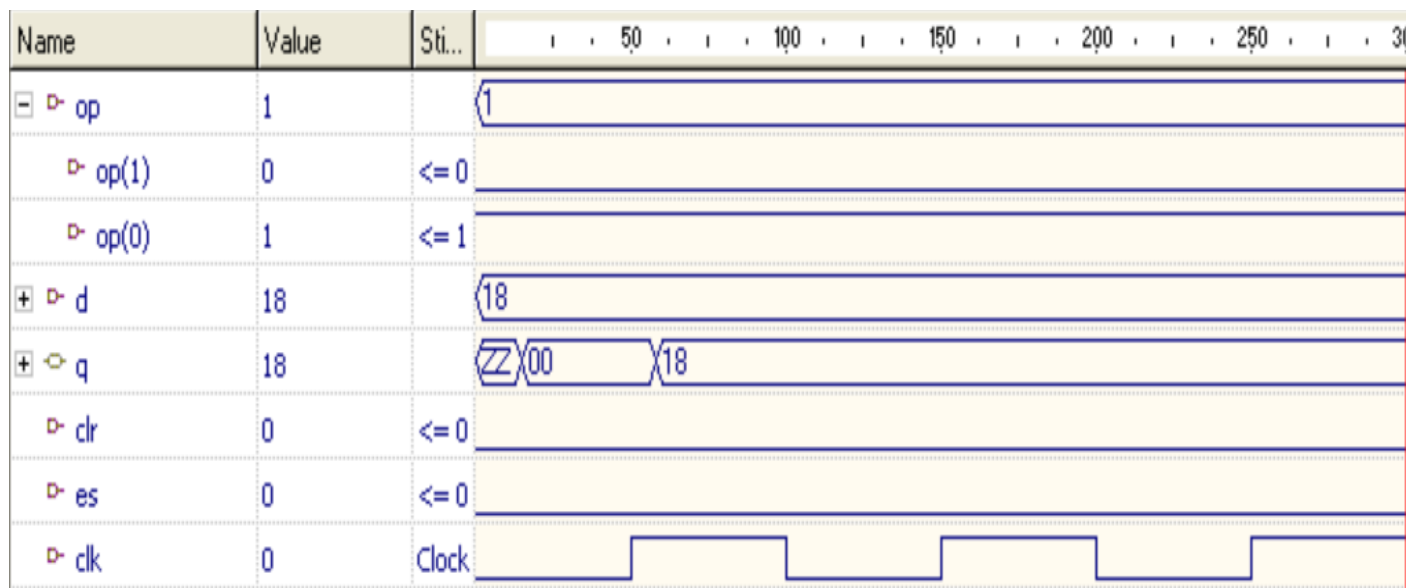 Name Value Sti... 50 100 150 200 250 30
op 1 1
op(1) 0 <= 0
op(0) 1 <= 1
d 18 18
q 18 ZZ 00 18
clr 0 <= 0
es 0 <= 0
clk 0 Clock